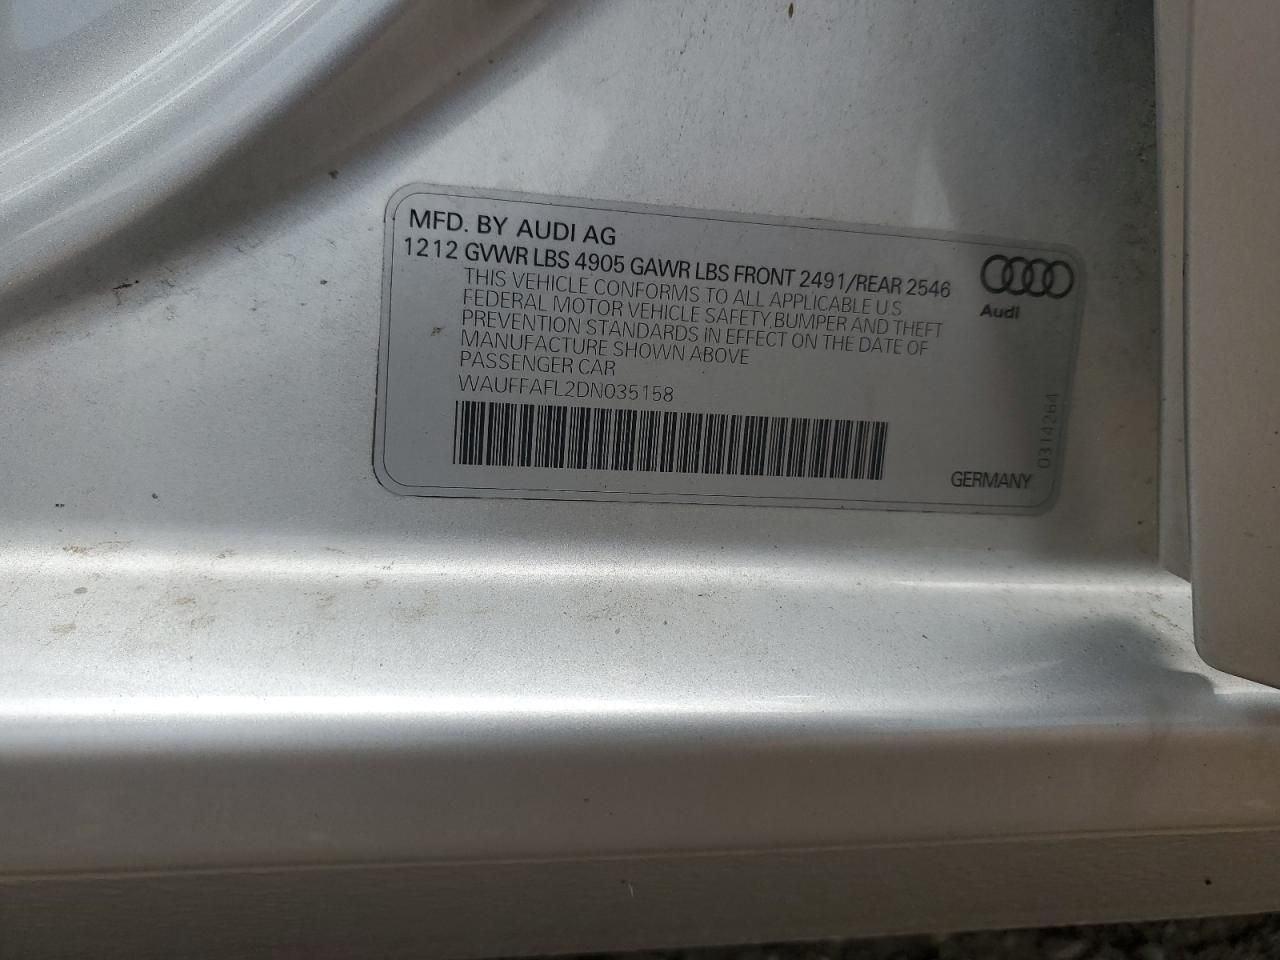 MFD. BY AUDI AG
1212 GVWR LBS 4905 GAWR LBS FRONT 2491/REAR 2546
THIS VEHICLE CONFORMS TO ALL APPLICABLE U.S
FEDERAL MOTOR VEHICLE SAFETY,BUMPER AND THEFT
PREVENTION STANDARDS IN EFFECT ON THE DATE OF
MANUFACTURE SHOWN ABOVE
PASSENGER CAR
WAUFFAFL2DN035158
Audi
0314264
GERMANY